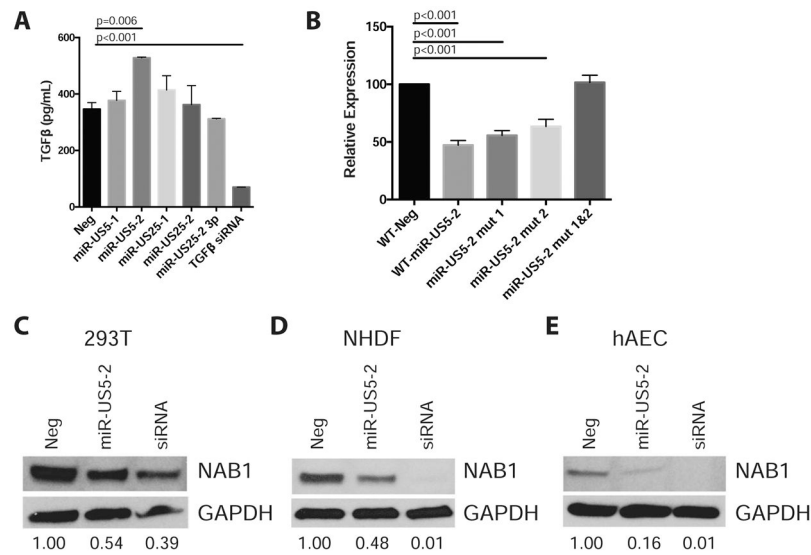 A
p=0.006
p<0.001
TGFβ (pg/mL)
600
400
200
0
Neg
miR-US5-1
miR-US5-2
miR-US25-1
miR-US25-2
miR-US25-2 3p
TGFβ siRNA
B
p<0.001
p<0.001
p<0.001
Relative Expression
150
100
50
0
WT-Neg
WT-miR-US5-2
miR-US5-2 mut 1
miR-US5-2 mut 2
miR-US5-2 mut 1&2
C
293T
Neg
miR-US5-2
siRNA
NAB1
GAPDH
1.00 0.54 0.39
D
NHDF
Neg
miR-US5-2
siRNA
NAB1
GAPDH
1.00 0.48 0.01
E
hAEC
Neg
miR-US5-2
siRNA
NAB1
GAPDH
1.00 0.16 0.01